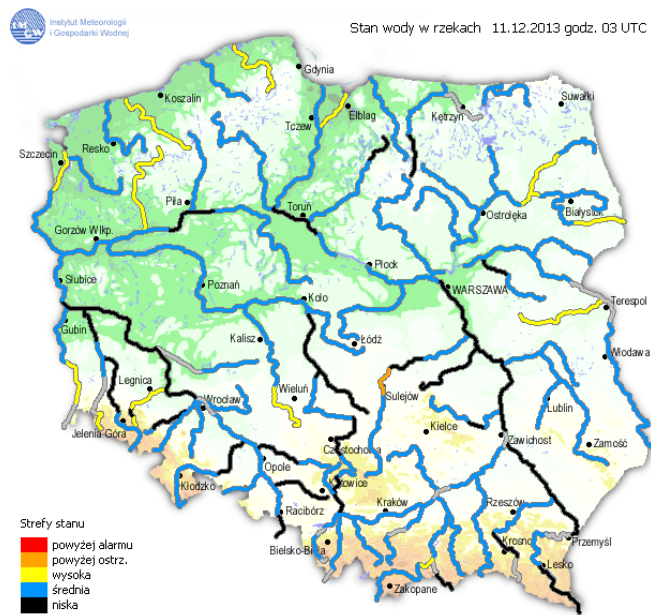 Instytut Meteorologii
i Gospodarki Wodnej
Stan wody w rzekach 11.12.2013 godz. 03 UTC
Gdynia
Koszalin
Suwałki
Elbląg
Kętrzyn
Tczew
Resko
Szczecin
Piła
Toruń
Ostrołęka
Białystok
Gorzów Wlkp.
Płock
Słubice
Poznań
Koło
WARSZAWA
Terespol
Gubin
Kalisz
Łódź
Włodawa
Legnica
Wieluń
Sulejów
Wrocław
Lublin
Jelenia Góra
Kielce
Zawichost
Zamość
Częstochowa
Opole
Kłodzko
Katowice
Racibórz
Kraków
Rzeszów
Bielsko-Biała
Krosno
Przemyśl
Lesko
Zakopane
Strefy stanu
powyżej alarmu
powyżej ostrz.
wysoka
średnia
niska